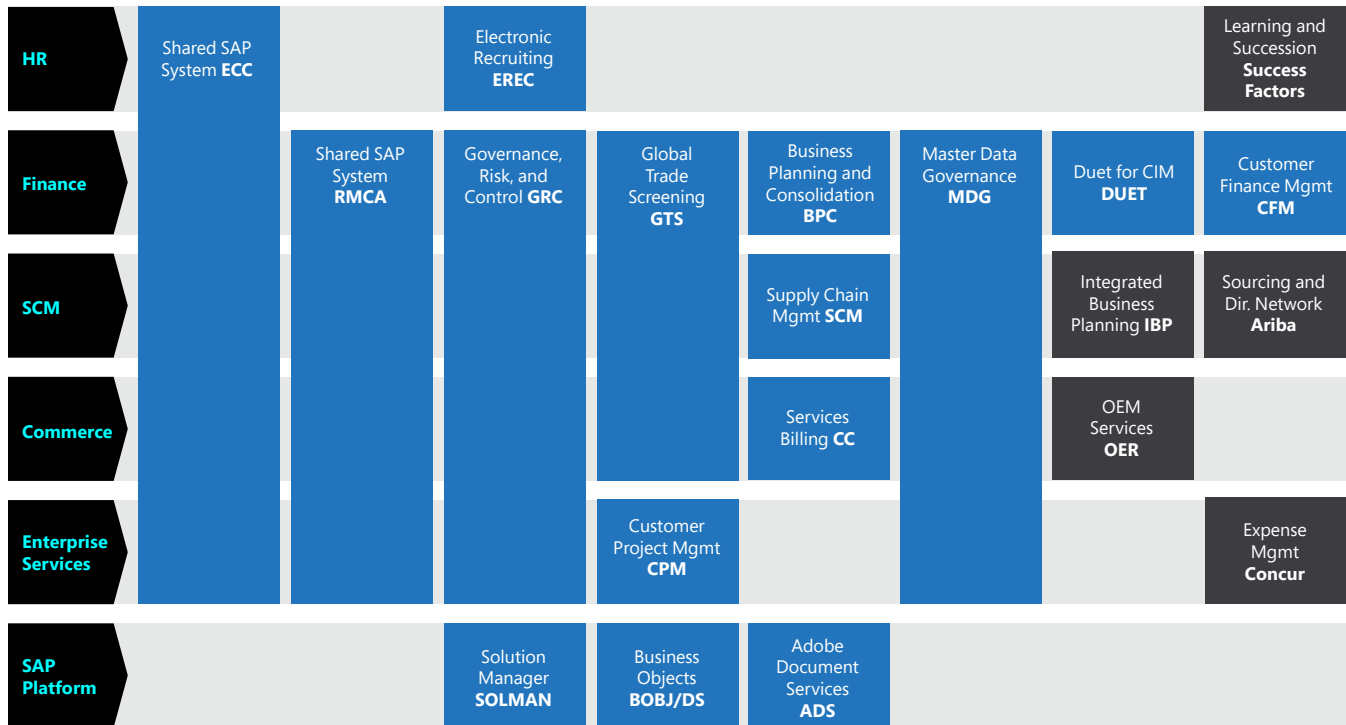 HR
Shared SAP
System ECC
Electronic
Recruiting
EREC
Learning and
Succession
Success
Factors
Finance
Shared SAP
System
RMCA
Governance,
Risk, and
Control GRC
Global
Trade
Screening
GTS
Business
Planning and
Consolidation
BPC
Master Data
Governance
MDG
Duet for CIM
DUET
Customer
Finance Mgmt
CFM
SCM
Supply Chain
Mgmt SCM
Integrated
Business
Planning IBP
Sourcing and
Dir. Network
Ariba
Commerce
Services
Billing CC
OEM
Services
OER
Enterprise
Services
Customer
Project Mgmt
CPM
Expense
Mgmt
Concur
SAP
Platform
Solution
Manager
SOLMAN
Business
Objects
BOBJ/DS
Adobe
Document
Services
ADS